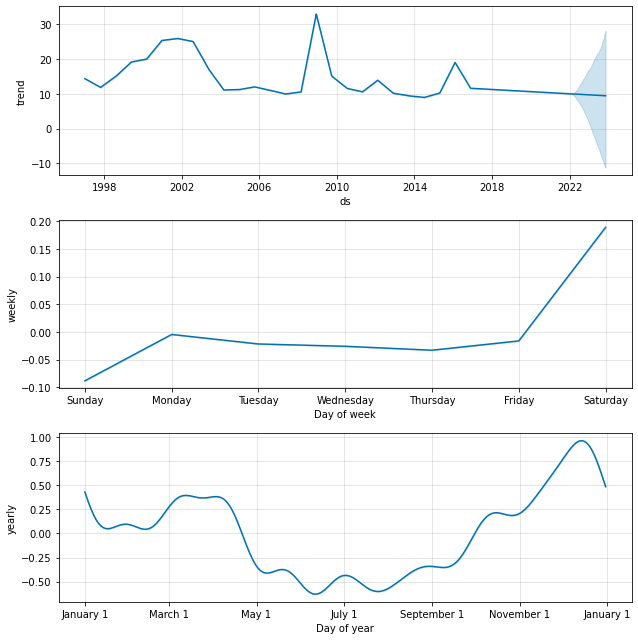 30
20
10
0
−10
trend
1998 2002 2006 2010 2014 2018 2022
ds
0.20
0.15
0.10
0.05
0.00
−0.05
−0.10
weekly
Sunday Monday Tuesday Wednesday Thursday Friday Saturday
Day of week
1.00
0.75
0.50
0.25
0.00
−0.25
−0.50
yearly
January 1 March 1 May 1 July 1 September 1 November 1 January 1
Day of year